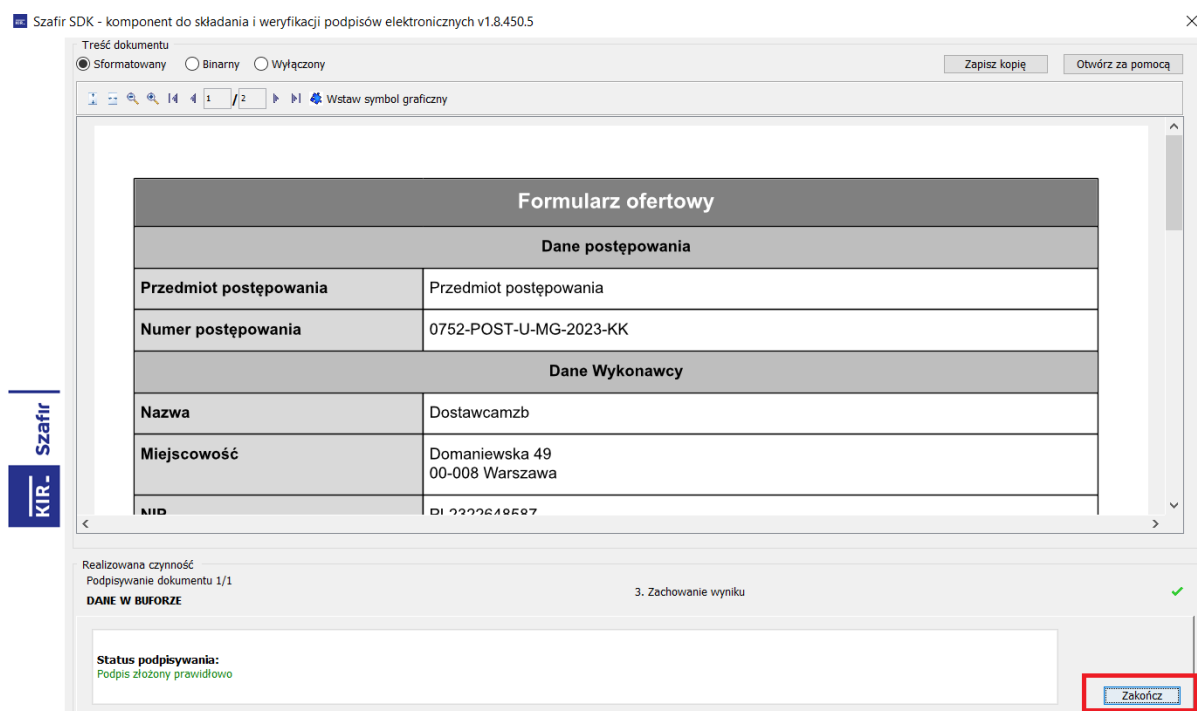 Szafir SDK - komponent do składania i weryfikacji podpisów elektronicznych v1.8.450.5
Treść dokumentu
Sformatowany Binarny Wyłączony Zapisz kopię Otwórz za pomocą
1 / 2 Wstaw symbol graficzny
Formularz ofertowy
Dane postępowania
Przedmiot postępowania Przedmiot postępowania
Numer postępowania 0752-POST-U-MG-2023-KK
Dane Wykonawcy
Nazwa Dostawcamzb
Miejscowość Domaniewska 49
00-008 Warszawa
NIP PL2322648587
KIR Szafir
Realizowana czynność
Podpisywanie dokumentu 1/1
DANE W BUFORZE
3. Zachowanie wyniku
Status podpisywania:
Podpis złożony prawidłowo
Zakończ